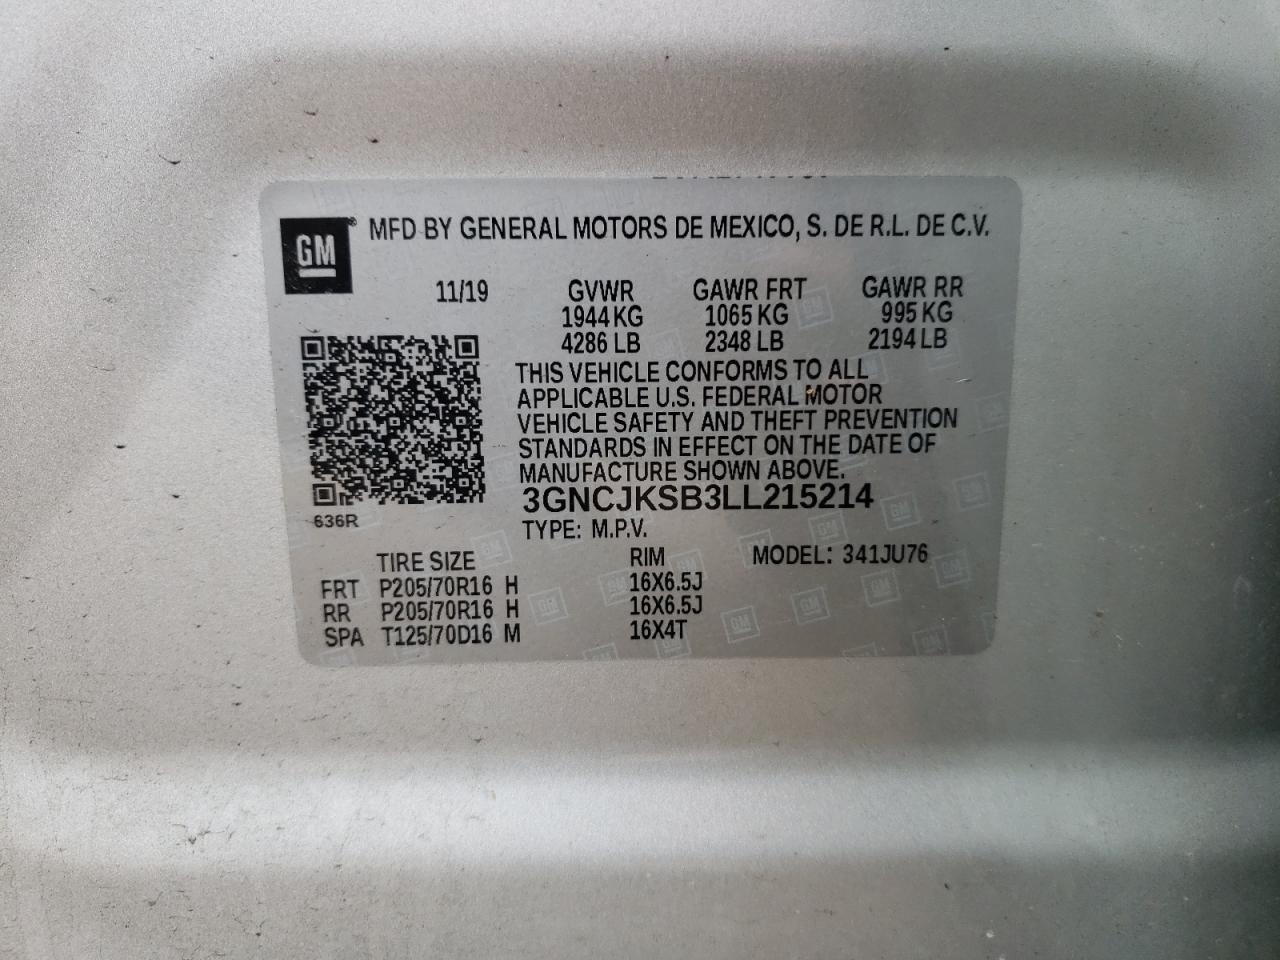 GM
MFD BY GENERAL MOTORS DE MEXICO, S. DE R.L. DE C.V.
11/19 GVWR GAWR FRT GAWR RR
1944 KG 1065 KG 995 KG
4286 LB 2348 LB 2194 LB
THIS VEHICLE CONFORMS TO ALL
APPLICABLE U.S. FEDERAL MOTOR
VEHICLE SAFETY AND THEFT PREVENTION
STANDARDS IN EFFECT ON THE DATE OF
MANUFACTURE SHOWN ABOVE.
3GNCJKSB3LL215214
636R
TYPE: M.P.V.
TIRE SIZE RIM MODEL: 341JU76
FRT P205/70R16 H 16X6.5J
RR P205/70R16 H 16X6.5J
SPA T125/70D16 M 16X4T